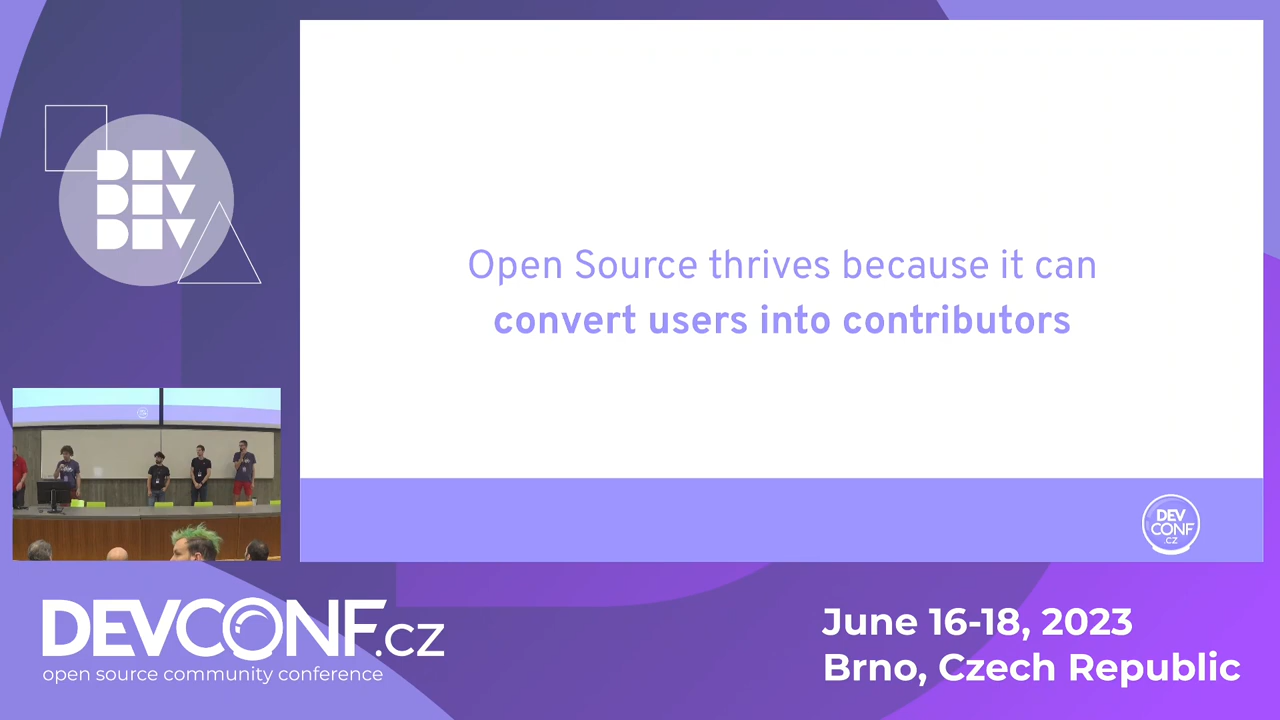 DEV
DEV
DEV
Open Source thrives because it can
convert users into contributors
DEV
CONF
.CZ
DEVCONF.cz
open source community conference
June 16-18, 2023
Brno, Czech Republic